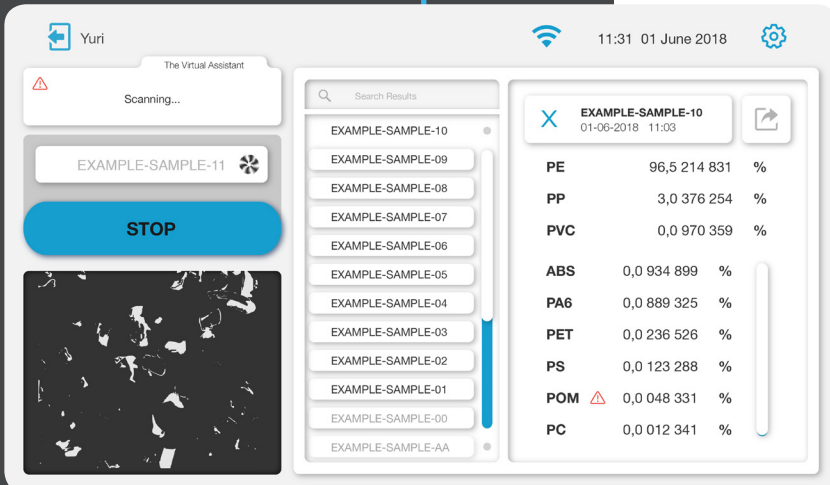 Yuri
11:31 01 June 2018
The Virtual Assistant
Scanning...
EXAMPLE-SAMPLE-11
STOP
Search Results
EXAMPLE-SAMPLE-10
EXAMPLE-SAMPLE-09
EXAMPLE-SAMPLE-08
EXAMPLE-SAMPLE-07
EXAMPLE-SAMPLE-06
EXAMPLE-SAMPLE-05
EXAMPLE-SAMPLE-04
EXAMPLE-SAMPLE-03
EXAMPLE-SAMPLE-02
EXAMPLE-SAMPLE-01
EXAMPLE-SAMPLE-00
EXAMPLE-SAMPLE-AA
X EXAMPLE-SAMPLE-10
01-06-2018 11:03
PE 96,5 214 831 %
PP 3,0 376 254 %
PVC 0,0 970 359 %
ABS 0,0 934 899 %
PA6 0,0 889 325 %
PET 0,0 236 526 %
PS 0,0 123 288 %
POM 0,0 048 331 %
PC 0,0 012 341 %